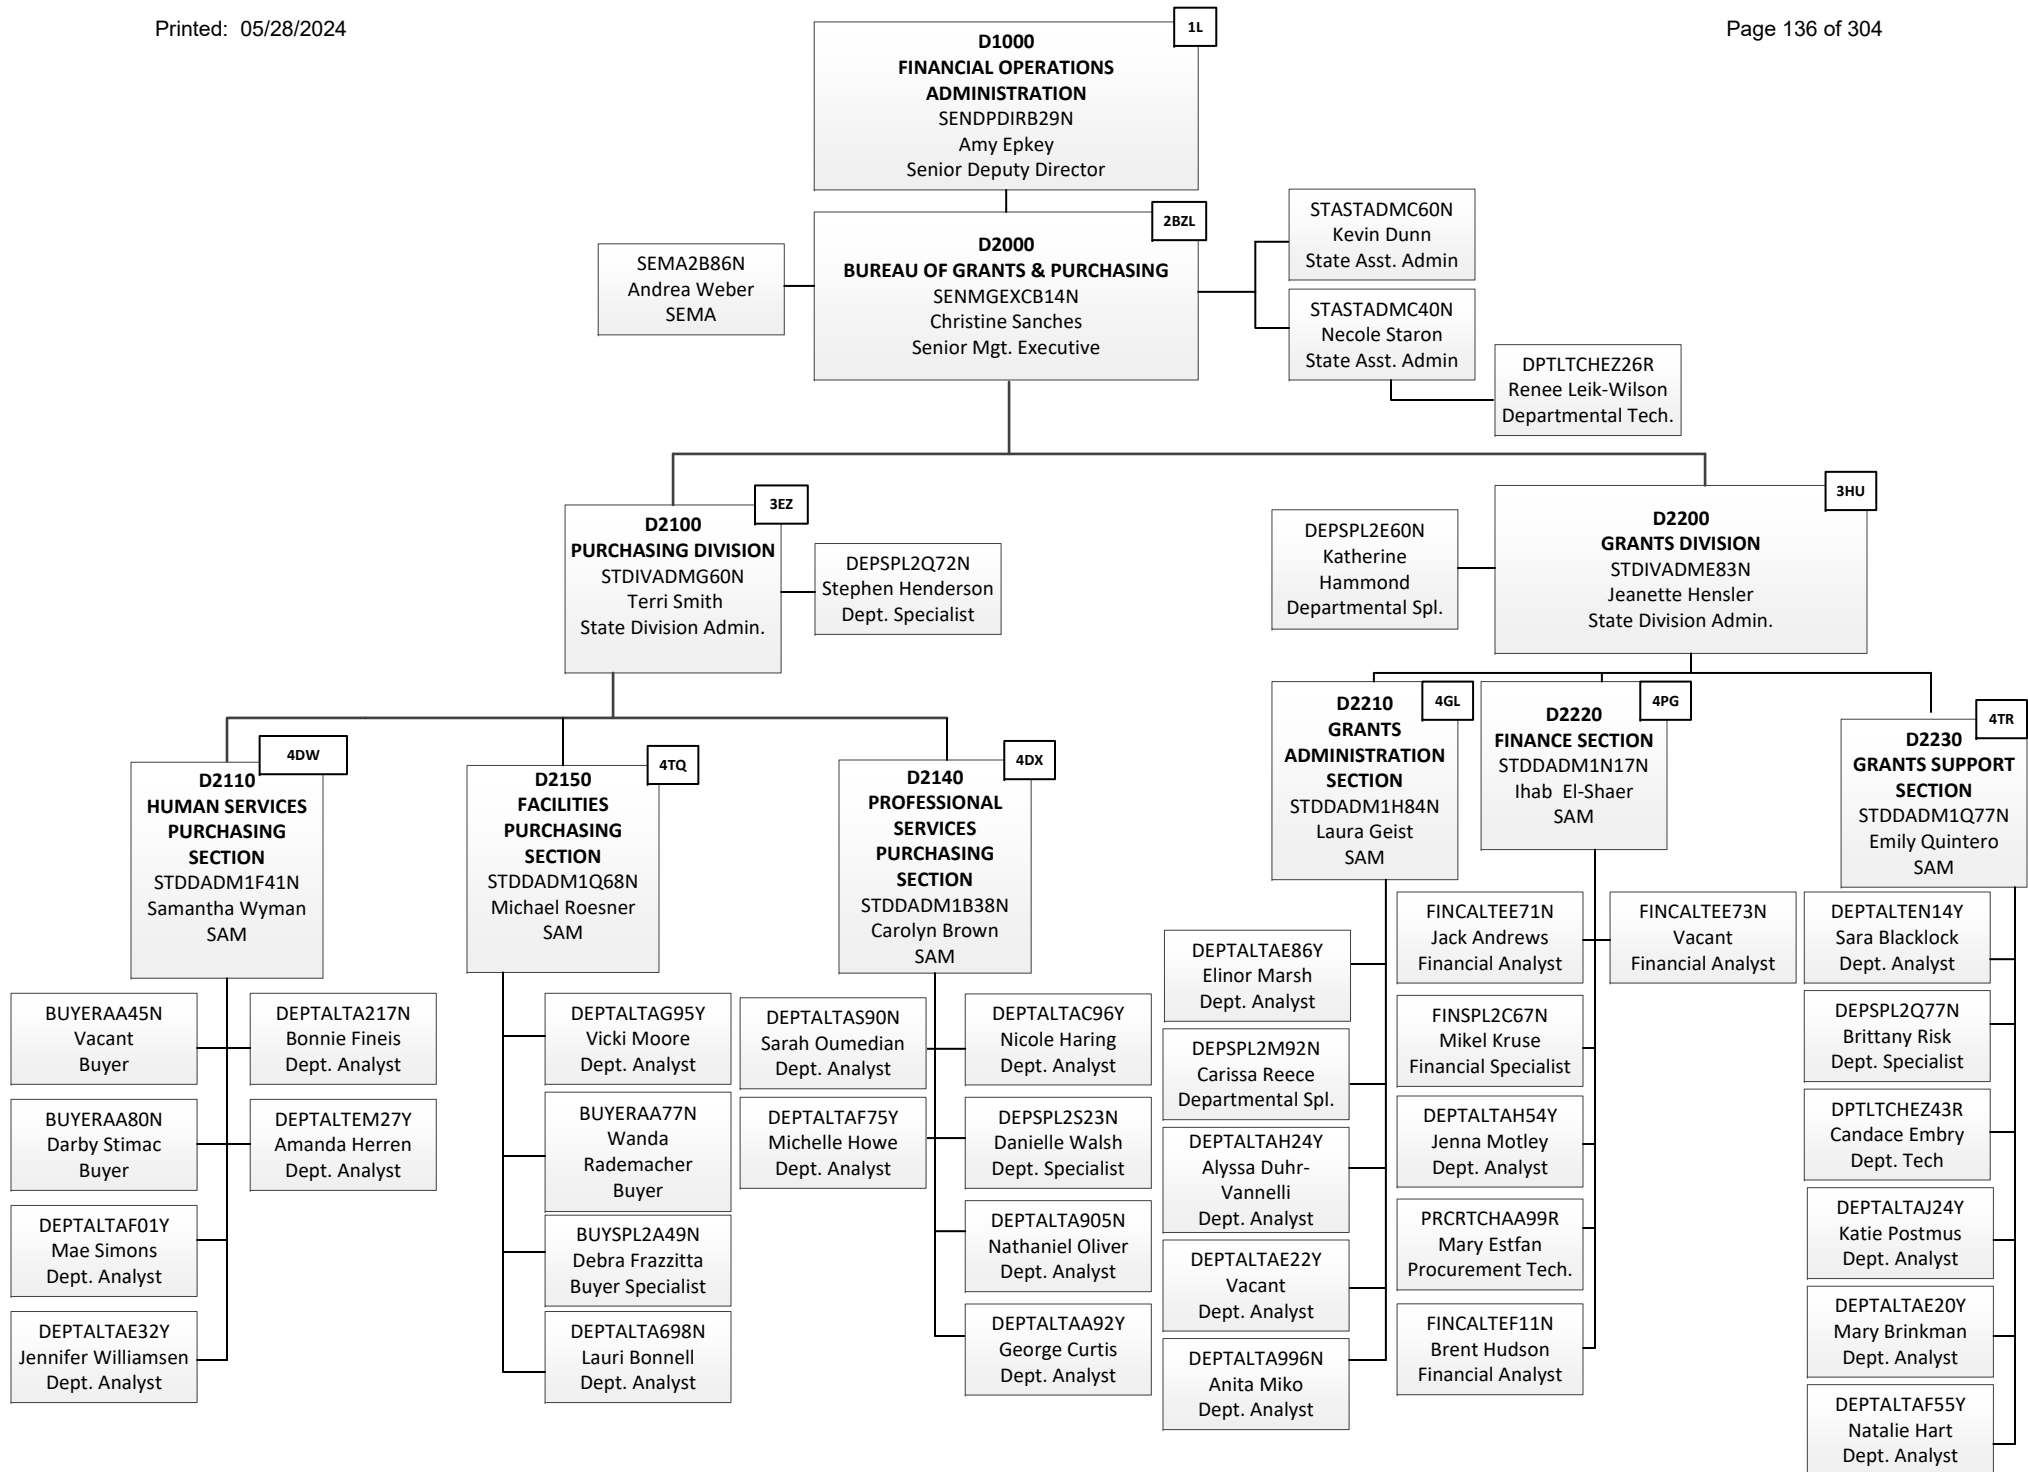 Printed: 05/28/2024
Page 136 of 304
1L
D1000
FINANCIAL OPERATIONS
ADMINISTRATION
SENDPDIRB29N
Amy Epkey
Senior Deputy Director
2BZL
D2000
BUREAU OF GRANTS & PURCHASING
SENMGEXCB14N
Christine Sanches
Senior Mgt. Executive
SEMA2B86N
Andrea Weber
SEMA
STASTADMC60N
Kevin Dunn
State Asst. Admin
STASTADMC40N
Necole Staron
State Asst. Admin
DPTLTCHEZ26R
Renee Leik-Wilson
Departmental Tech.
3EZ
D2100
PURCHASING DIVISION
STDIVADMG60N
Terri Smith
State Division Admin.
DEPSPL2Q72N
Stephen Henderson
Dept. Specialist
DEPSPL2E60N
Katherine
Hammond
Departmental Spl.
3HU
D2200
GRANTS DIVISION
STDIVADME83N
Jeanette Hensler
State Division Admin.
4DW
D2110
HUMAN SERVICES
PURCHASING
SECTION
STDDADM1F41N
Samantha Wyman
SAM
4TQ
D2150
FACILITIES
PURCHASING
SECTION
STDDADM1Q68N
Michael Roesner
SAM
4DX
D2140
PROFESSIONAL
SERVICES
PURCHASING
SECTION
STDDADM1B38N
Carolyn Brown
SAM
4GL
D2210
GRANTS
ADMINISTRATION
SECTION
STDDADM1H84N
Laura Geist
SAM
4PG
D2220
FINANCE SECTION
STDDADM1N17N
Ihab El-Shaer
SAM
4TR
D2230
GRANTS SUPPORT
SECTION
STDDADM1Q77N
Emily Quintero
SAM
BUYERAA45N
Vacant
Buyer
DEPTALTA217N
Bonnie Fineis
Dept. Analyst
BUYERAA80N
Darby Stimac
Buyer
DEPTALTEM27Y
Amanda Herren
Dept. Analyst
DEPTALTAF01Y
Mae Simons
Dept. Analyst
DEPTALTAE32Y
Jennifer Williamsen
Dept. Analyst
DEPTALTAG95Y
Vicki Moore
Dept. Analyst
BUYERAA77N
Wanda
Rademacher
Buyer
BUYSPL2A49N
Debra Frazzitta
Buyer Specialist
DEPTALTA698N
Lauri Bonnell
Dept. Analyst
DEPTALTAS90N
Sarah Oumedian
Dept. Analyst
DEPTALTAC96Y
Nicole Haring
Dept. Analyst
DEPTALTAF75Y
Michelle Howe
Dept. Analyst
DEPSPL2S23N
Danielle Walsh
Dept. Specialist
DEPTALTA905N
Nathaniel Oliver
Dept. Analyst
DEPTALTAA92Y
George Curtis
Dept. Analyst
DEPTALTAE86Y
Elinor Marsh
Dept. Analyst
DEPSPL2M92N
Carissa Reece
Departmental Spl.
DEPTALTAH24Y
Alyssa Duhr-
Vannelli
Dept. Analyst
DEPTALTAE22Y
Vacant
Dept. Analyst
DEPTALTA996N
Anita Miko
Dept. Analyst
FINCALTEE71N
Jack Andrews
Financial Analyst
FINCALTEE73N
Vacant
Financial Analyst
FINSPL2C67N
Mikel Kruse
Financial Specialist
DEPTALTAH54Y
Jenna Motley
Dept. Analyst
PRCRTCHAA99R
Mary Estfan
Procurement Tech.
FINCALTEF11N
Brent Hudson
Financial Analyst
DEPTALTEN14Y
Sara Blacklock
Dept. Analyst
DEPSPL2Q77N
Brittany Risk
Dept. Specialist
DPTLTCHEZ43R
Candace Embry
Dept. Tech
DEPTALTAJ24Y
Katie Postmus
Dept. Analyst
DEPTALTAE20Y
Mary Brinkman
Dept. Analyst
DEPTALTAF55Y
Natalie Hart
Dept. Analyst